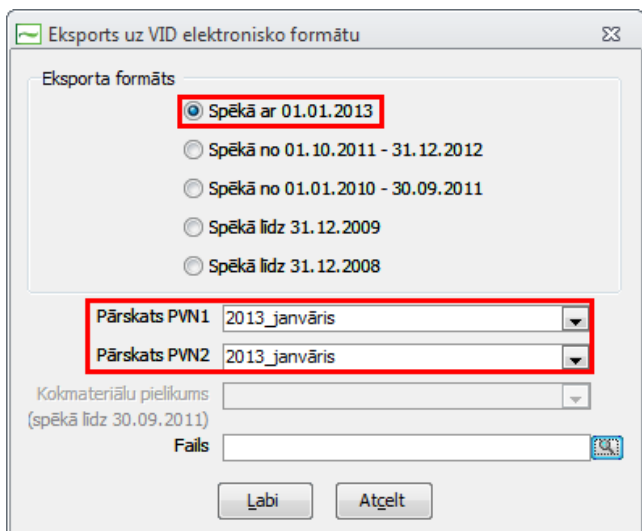 Eksports uz VID elektronisko formātu
Eksporta formāts
Spēkā ar 01.01.2013
Spēkā no 01.10.2011 - 31.12.2012
Spēkā no 01.01.2010 - 30.09.2011
Spēkā līdz 31.12.2009
Spēkā līdz 31.12.2008
Pārskats PVN1 2013_janvāris
Pārskats PVN2 2013_janvāris
Kokmateriālu pielikums
(spēkā līdz 30.09.2011)
Fails
Labi Atcelt